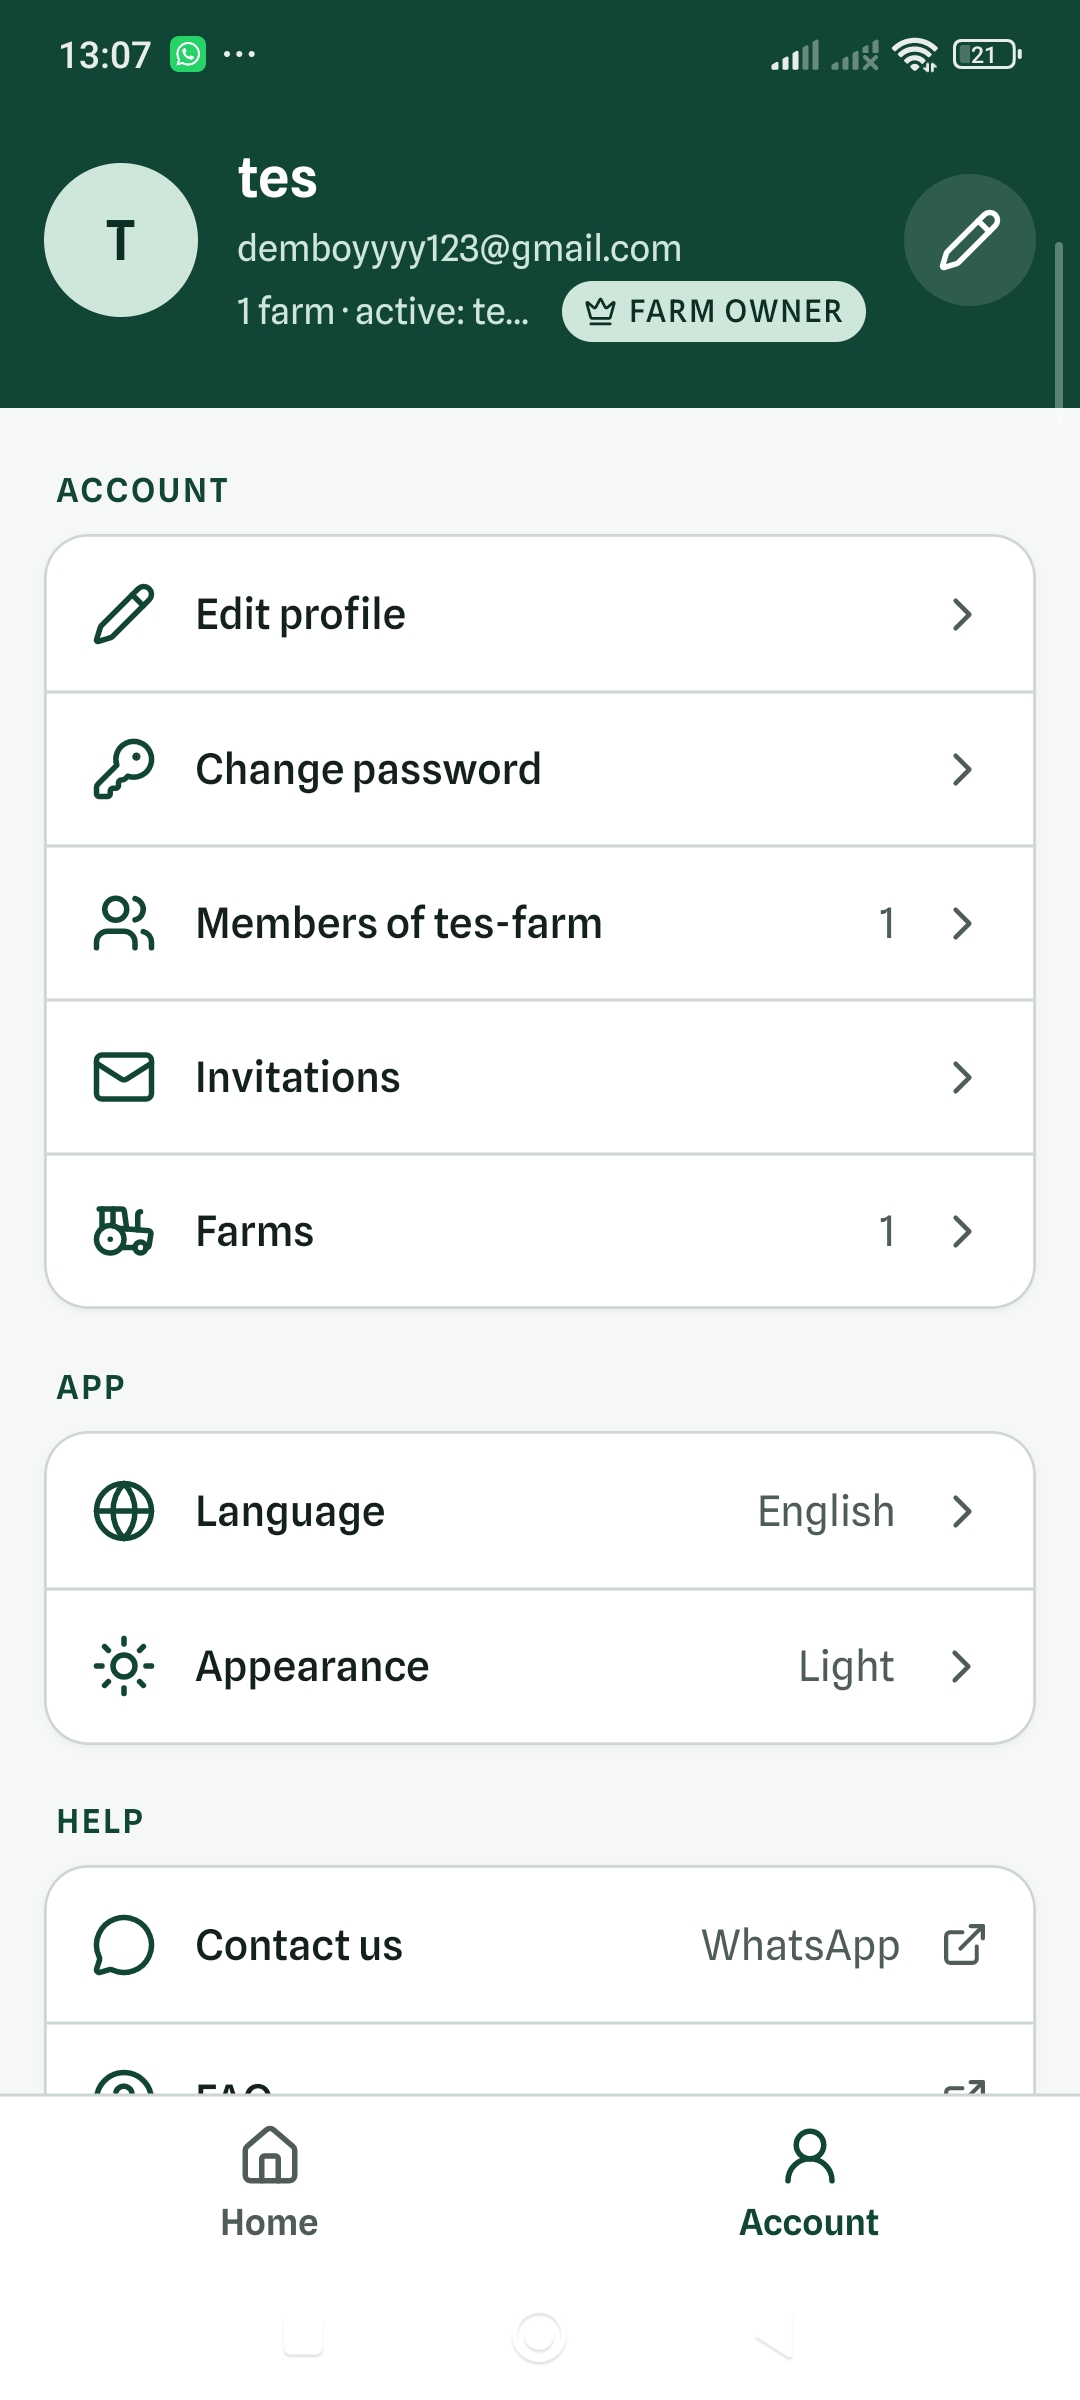 13:07
21
T
tes
demboyyyy123@gmail.com
1 farm · active: te...
FARM OWNER
ACCOUNT
Edit profile
Change password
Members of tes-farm 1
Invitations
Farms 1
APP
Language English
Appearance Light
HELP
Contact us WhatsApp
FAQ
Home
Account